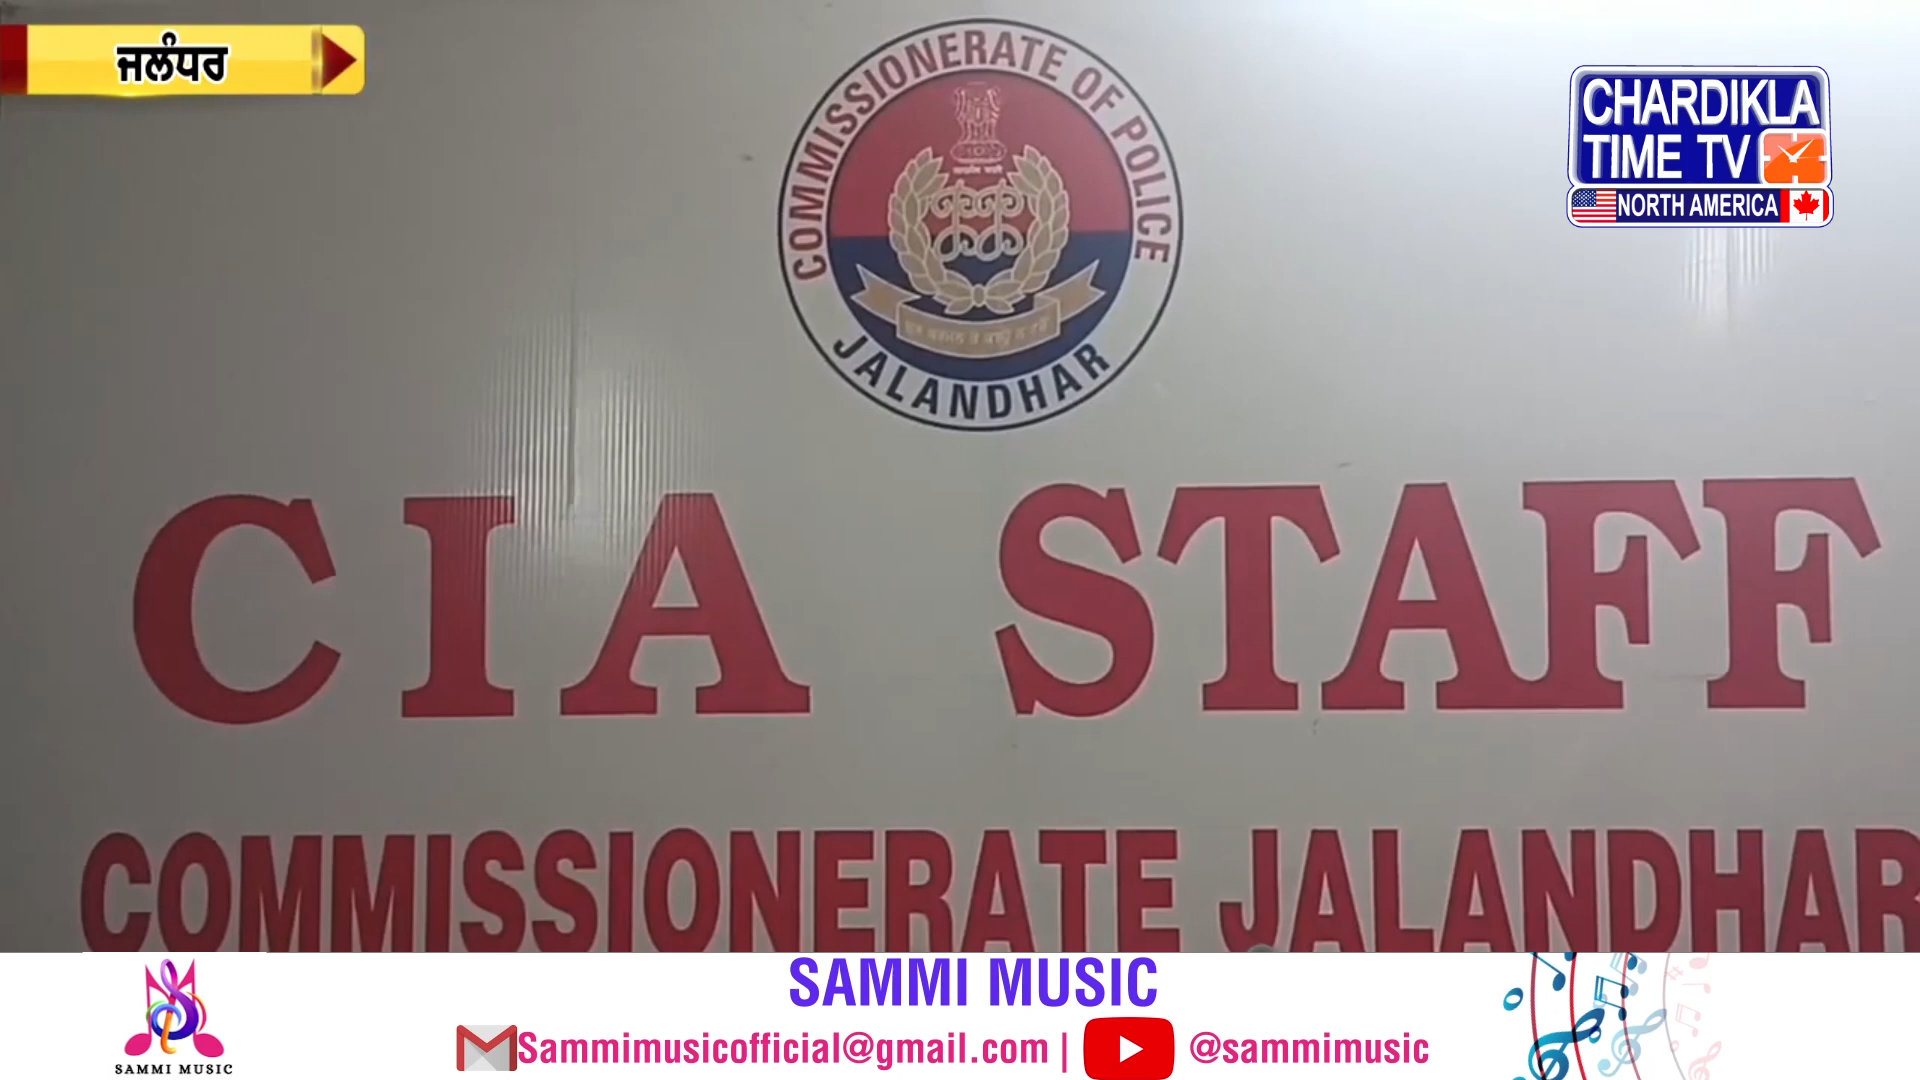 ਜਲੰਧਰ
CHARDIKLA
TIME TV
NORTH AMERICA
COMMISSIONERATE OF POLICE
JALANDHAR
CIA STAFF
COMMISSIONERATE JALANDHAR
SAMMI MUSIC
Sammimusicofficial@gmail.com | @sammimusic
SAMMI MUSIC